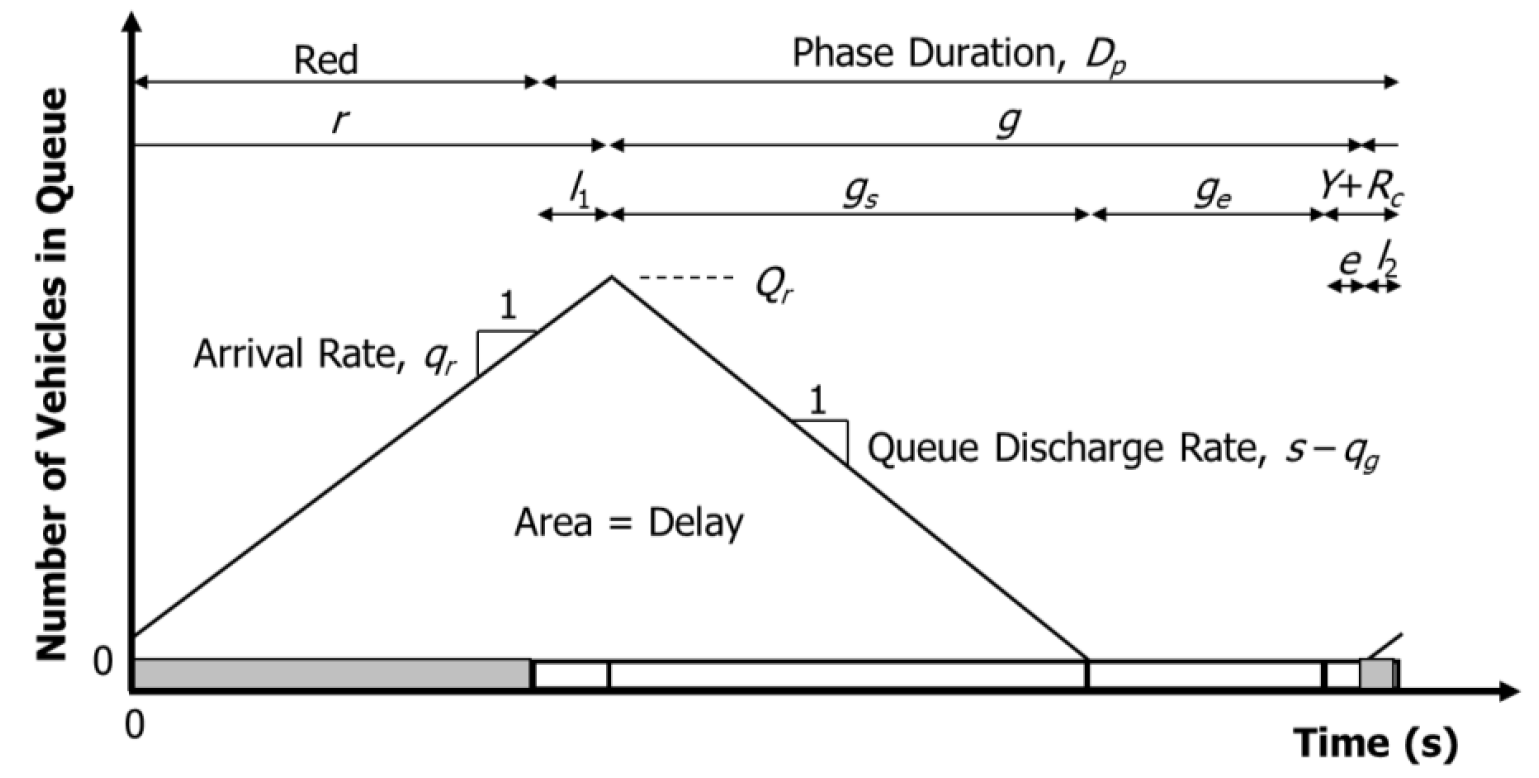 Number of Vehicles in Queue
Red
Phase Duration, Dp
r
g
l1
gs
ge
Y+Rc
e
l2
Qr
1
Arrival Rate, qr
1
Queue Discharge Rate, s−qg
Area = Delay
0
0
Time (s)